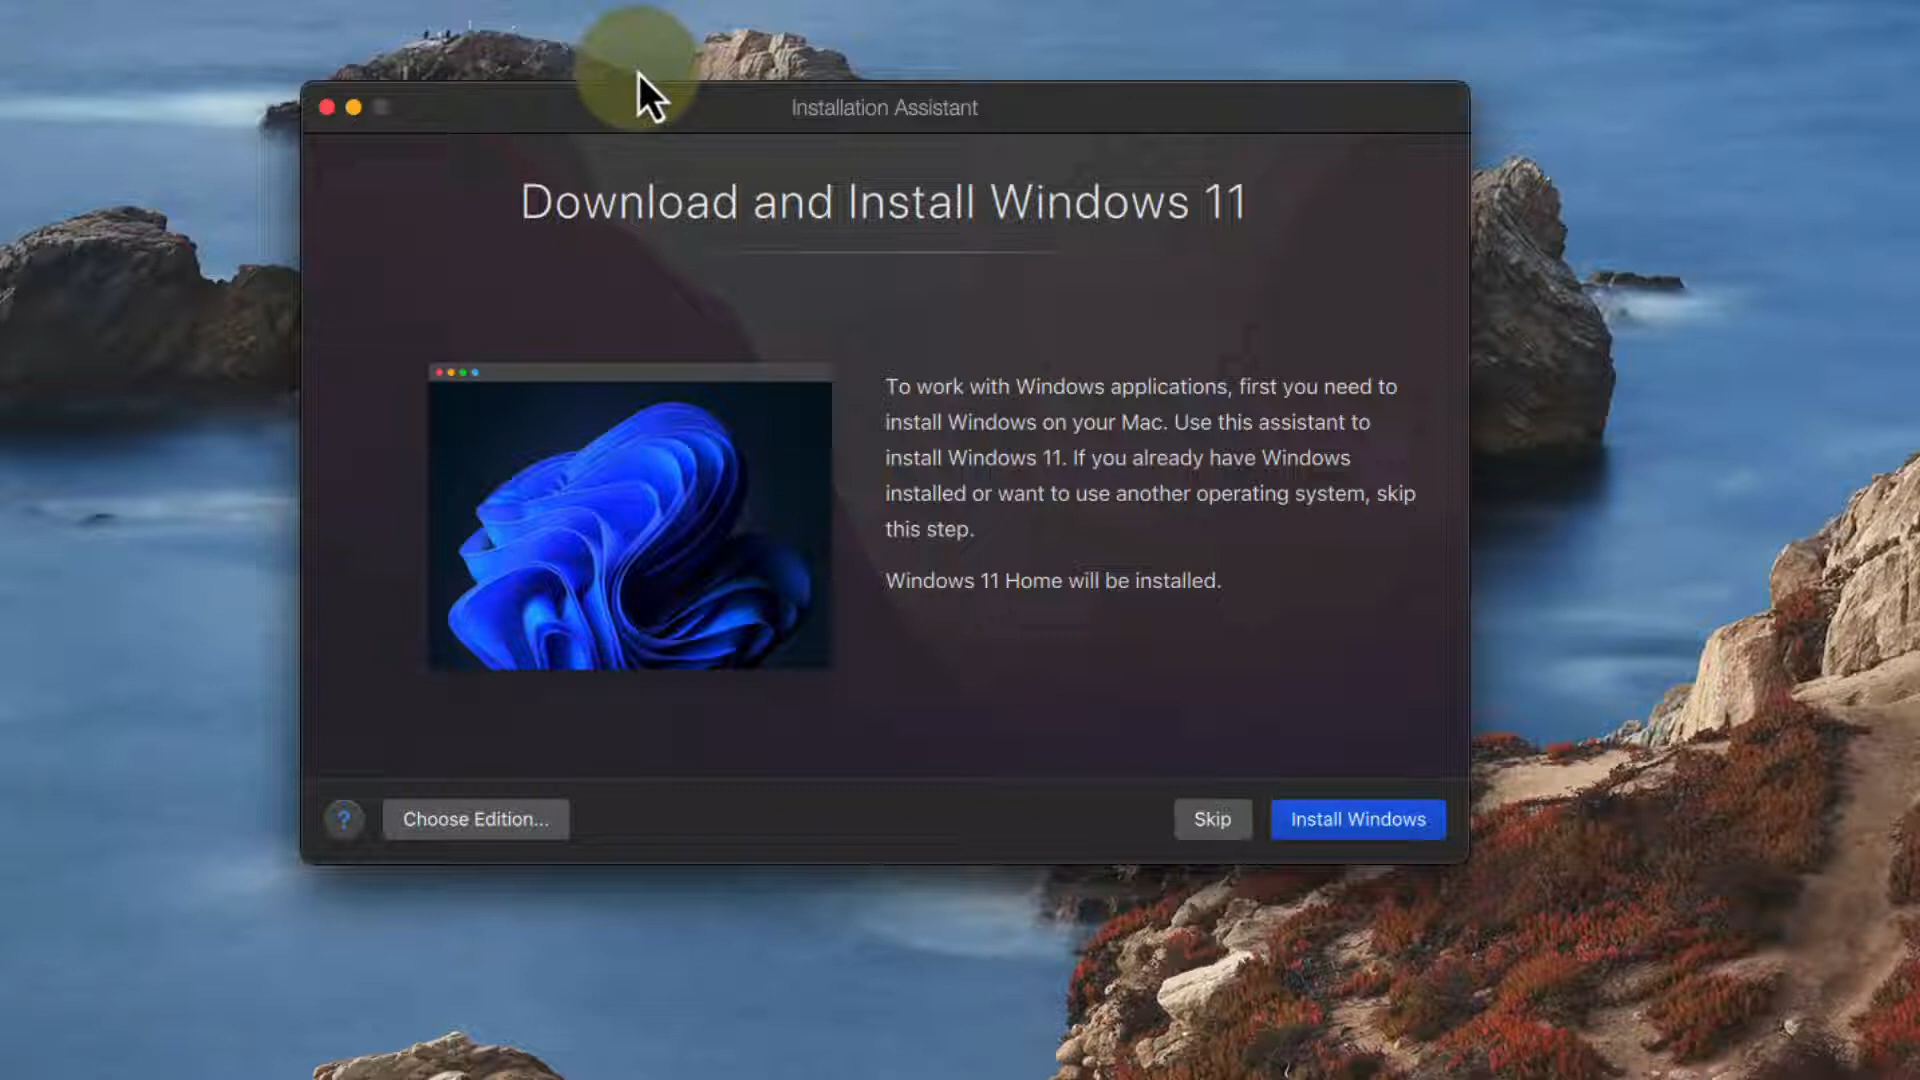 Installation Assistant
Download and Install Windows 11
To work with Windows applications, first you need to
install Windows on your Mac. Use this assistant to
install Windows 11. If you already have Windows
installed or want to use another operating system, skip
this step.
Windows 11 Home will be installed.
?
Choose Edition...
Skip
Install Windows